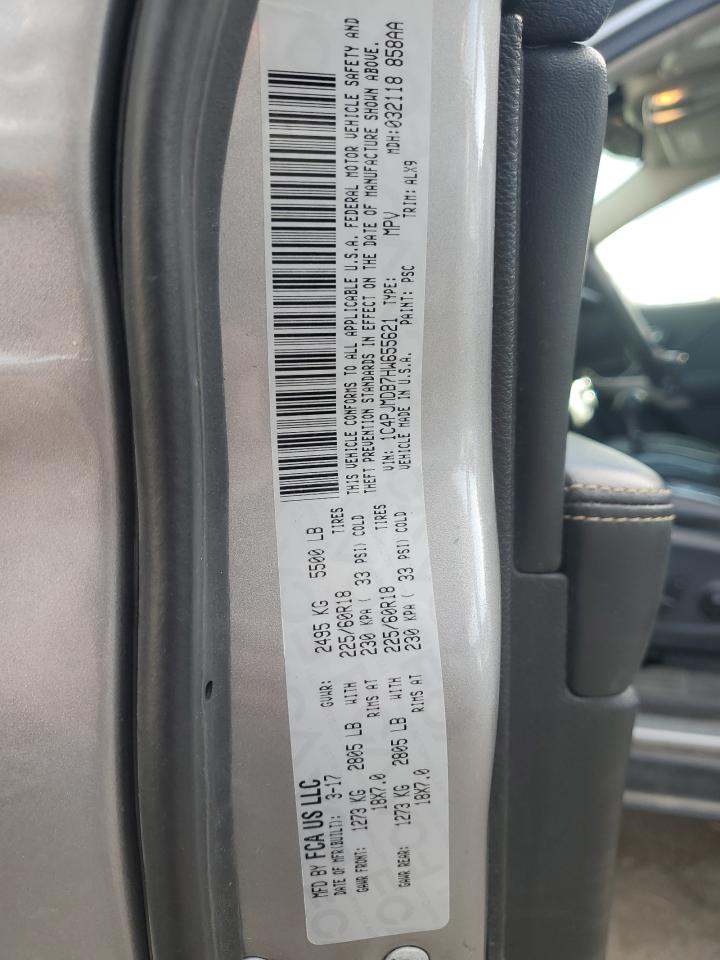 MFD BY FCA US LLC
DATE OF MFR(BUILT): 3-17 GVWR: 2495 KG 5500 LB
GAWR FRONT: 1273 KG 2805 LB WITH 225/60R18 TIRES
18X7.0 RIMS AT 230 KPA ( 33 PSI) COLD
GAWR REAR: 1273 KG 2805 LB WITH 225/60R18 TIRES
18X7.0 RIMS AT 230 KPA ( 33 PSI) COLD
THIS VEHICLE CONFORMS TO ALL APPLICABLE U.S.A. FEDERAL MOTOR VEHICLE SAFETY AND
THEFT PREVENTION STANDARDS IN EFFECT ON THE DATE OF MANUFACTURE SHOWN ABOVE.
VIN: 1C4PJMDB7HW655621 TYPE: MPV MDH:032118 858AA
VEHICLE MADE IN U.S.A. PAINT: PSC TRIM: ALX9